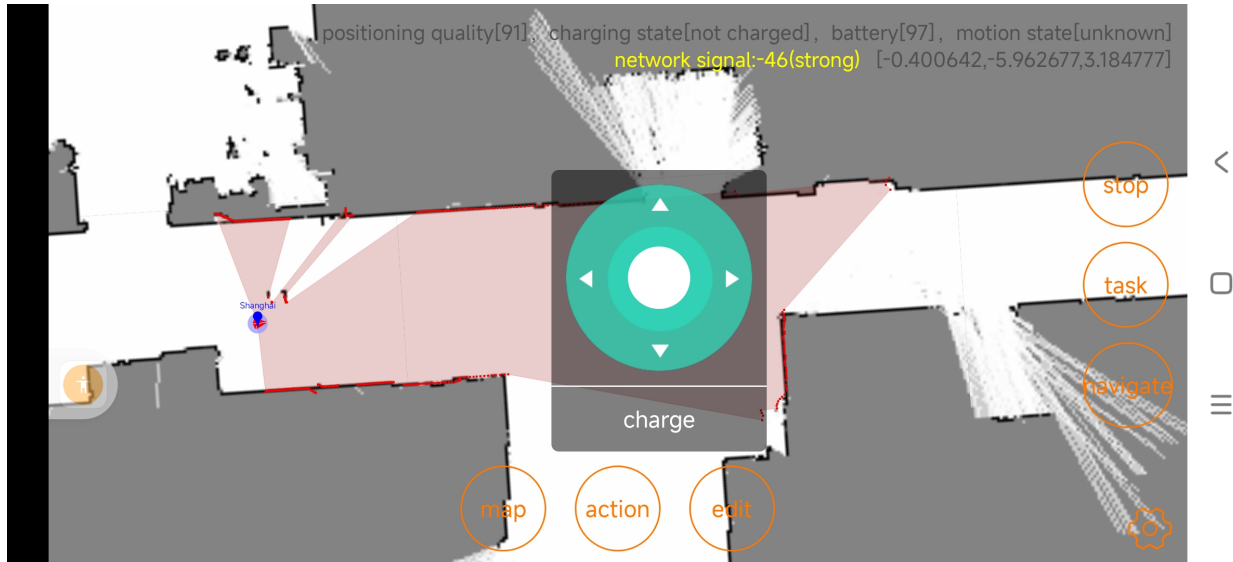 positioning quality[91], charging state[not charged], battery[97], motion state[unknown]
network signal:-46(strong) [-0.400642,-5.962677,3.184777]
stop
task
Shanghai
navigate
charge
map
action
edit